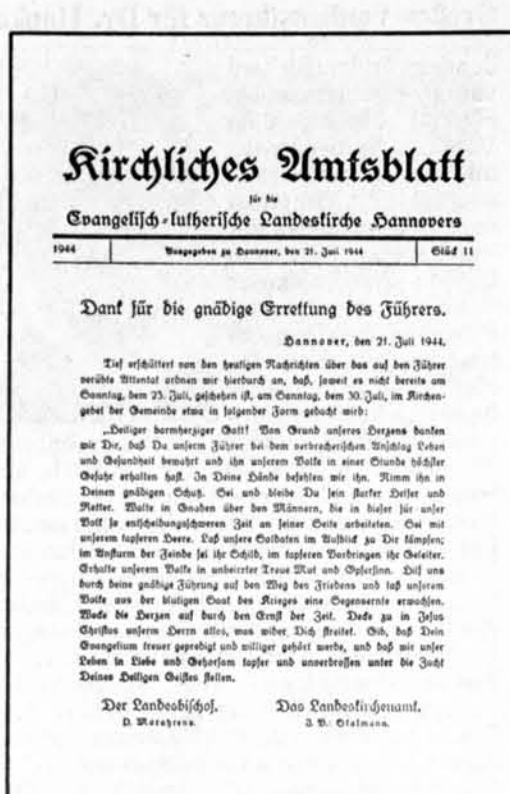 Kirchliches Amtsblatt
für die
Evangelisch-lutherische Landeskirche Hannovers
1944 Ausgegeben zu Hannover, den 21. Juli 1944 Stück 11
Dank für die gnädige Errettung des Führers.
Hannover, den 21. Juli 1944.
Tief erschüttert von den heutigen Nachrichten über das auf den Führer
verübte Attentat ordnen wir hierdurch an, daß, soweit es nicht bereits am
Sonntag, dem 23. Juli, geschehen ist, am Sonntag, dem 30. Juli, im Kirchen-
gebet der Gemeinde etwa in folgender Form gedacht wird:
„Heiliger barmherziger Gott! Von Grund unseres Herzens danken
wir Dir, daß Du unserm Führer bei dem verbrecherischen Anschlag Leben
und Gesundheit bewahrt und ihn unserem Volke in einer Stunde höchster
Gefahr erhalten hast. In Deine Hände befehlen wir ihn. Nimm ihn in
Deinen gnädigen Schutz. Sei und bleibe Du sein starker Helfer und
Retter. Walte in Gnaden über den Männern, die in dieser für unser
Volk so entscheidungsschweren Zeit an seiner Seite arbeiten. Sei mit
unserem tapferen Heere. Laß unsere Soldaten im Aufblick zu Dir kämpfen;
im Ansturm der Feinde sei ihr Schild, im tapferen Vordringen ihr Geleiter.
Erhalte unserem Volke in unbeirrter Treue Mut und Opfersinn. Hilf uns
durch deine gnädige Führung auf den Weg des Friedens und laß unserem
Volke aus der blutigen Saat des Krieges eine Segensernte erwachsen.
Wecke die Herzen auf durch den Ernst der Zeit. Decke zu in Jesus
Christus unserm Herrn alles, was wider Dich streitet. Gib, daß Dein
Evangelium treuer gepredigt und williger gehört werde, und daß wir unser
Leben in Liebe und Gehorsam tapfer und unverdrossen unter die Zucht
Deines Heiligen Geistes stellen.
Der Landesbischof. Das Landeskirchenamt.
D. Marahrens. J. V.: Stalmann.